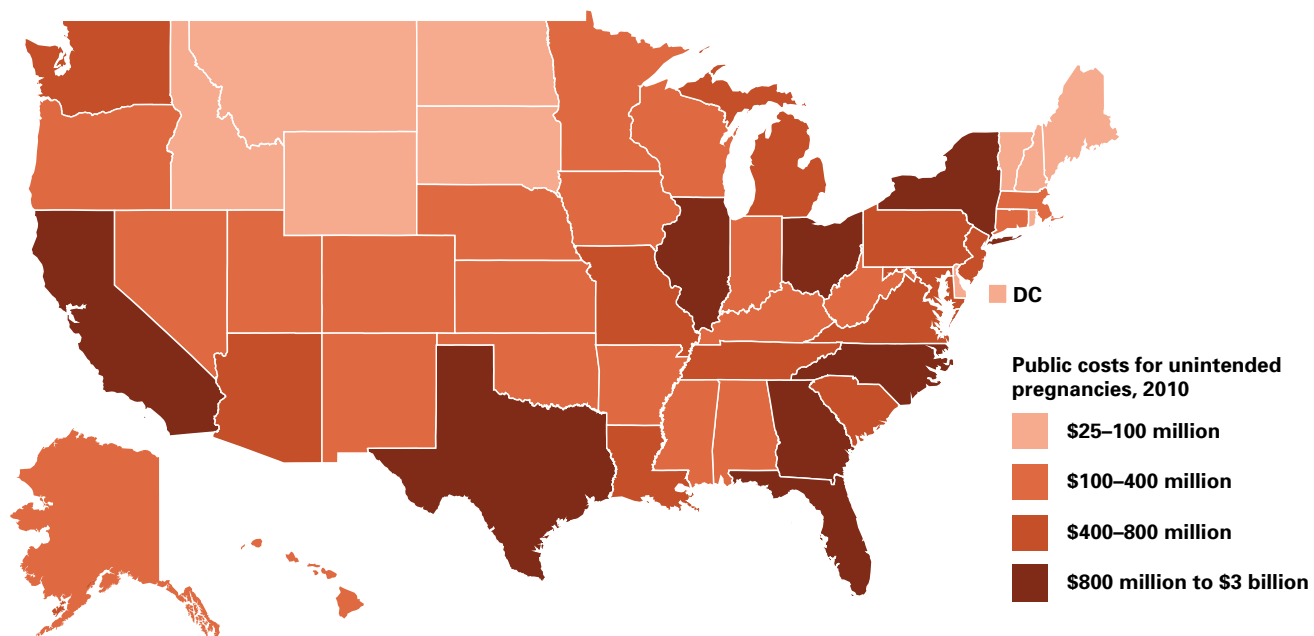 DC
Public costs for unintended
pregnancies, 2010
$25–100 million
$100–400 million
$400–800 million
$800 million to $3 billion